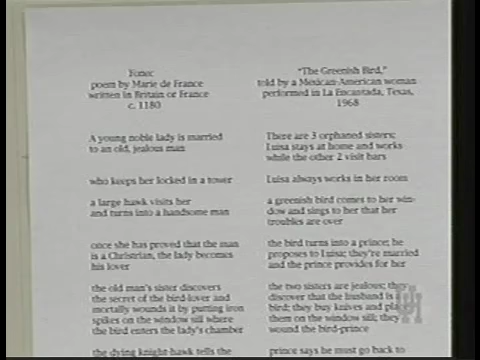 Yonec
poem by Marie de France
written in Britain or France
c. 1180
A young noble lady is married
to an old, jealous man
who keeps her locked in a tower
a large hawk visits her
and turns into a handsome man
once she has proved that the man
is a Christian, the lady becomes
his lover
the old man's sister discovers
the secret of the bird-lover and
mortally wounds it by putting iron
spikes on the window sill where
the bird enters the lady's chamber
the dying knight-hawk tells the
"The Greenish Bird,"
told by a Mexican-American woman
performed in La Encantada, Texas,
1968
There are 3 orphaned sisters;
Luisa stays at home and works
while the other 2 visit bars
Luisa always works in her room
a greenish bird comes to her win-
dow and sings to her that her
troubles are over
the bird turns into a prince; he
proposes to Luisa; they're married
and the prince provides for her
the two sisters are jealous; they
discover that the husband is a
bird; they buy knives and place
them on the window sill; they
wound the bird-prince
prince says he must go back to